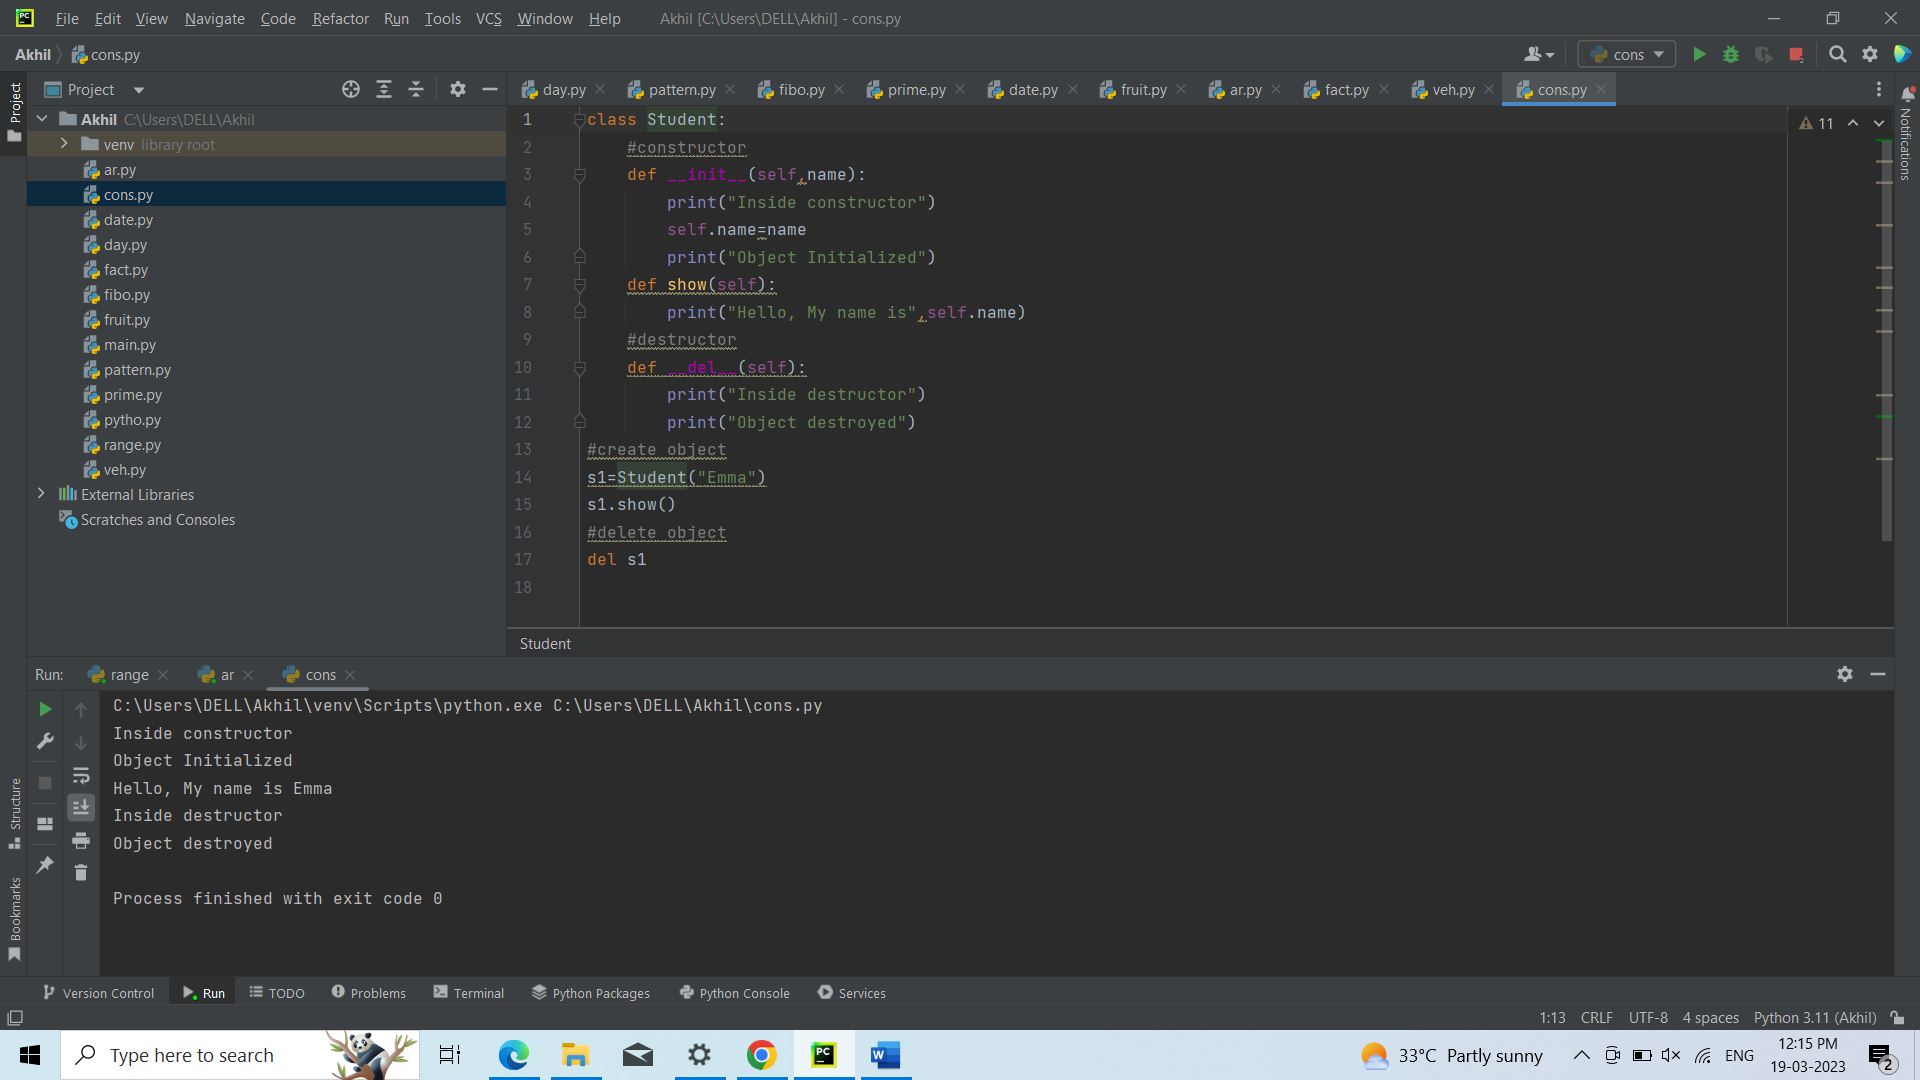 PC File Edit View Navigate Code Refactor Run Tools VCS Window Help Akhil [C:\Users\DELL\Akhil] - cons.py
Akhil cons.py
cons
Project
day.py pattern.py fibo.py prime.py date.py fruit.py ar.py fact.py veh.py cons.py
Project
Akhil C:\Users\DELL\Akhil
venv library root
ar.py
cons.py
date.py
day.py
fact.py
fibo.py
fruit.py
main.py
pattern.py
prime.py
pytho.py
range.py
veh.py
External Libraries
Scratches and Consoles
1 class Student:
2 #constructor
3 def __init__(self,name):
4 print("Inside constructor")
5 self.name=name
6 print("Object Initialized")
7 def show(self):
8 print("Hello, My name is",self.name)
9 #destructor
10 def __del__(self):
11 print("Inside destructor")
12 print("Object destroyed")
13 #create object
14 s1=Student("Emma")
15 s1.show()
16 #delete object
17 del s1
18
11
Notifications
Student
Run: range ar cons
C:\Users\DELL\Akhil\venv\Scripts\python.exe C:\Users\DELL\Akhil\cons.py
Inside constructor
Object Initialized
Hello, My name is Emma
Inside destructor
Object destroyed
Process finished with exit code 0
Structure
Bookmarks
Version Control Run TODO Problems Terminal Python Packages Python Console Services
1:13 CRLF UTF-8 4 spaces Python 3.11 (Akhil)
Type here to search
PC
W
33°C Partly sunny
ENG
12:15 PM
19-03-2023
2